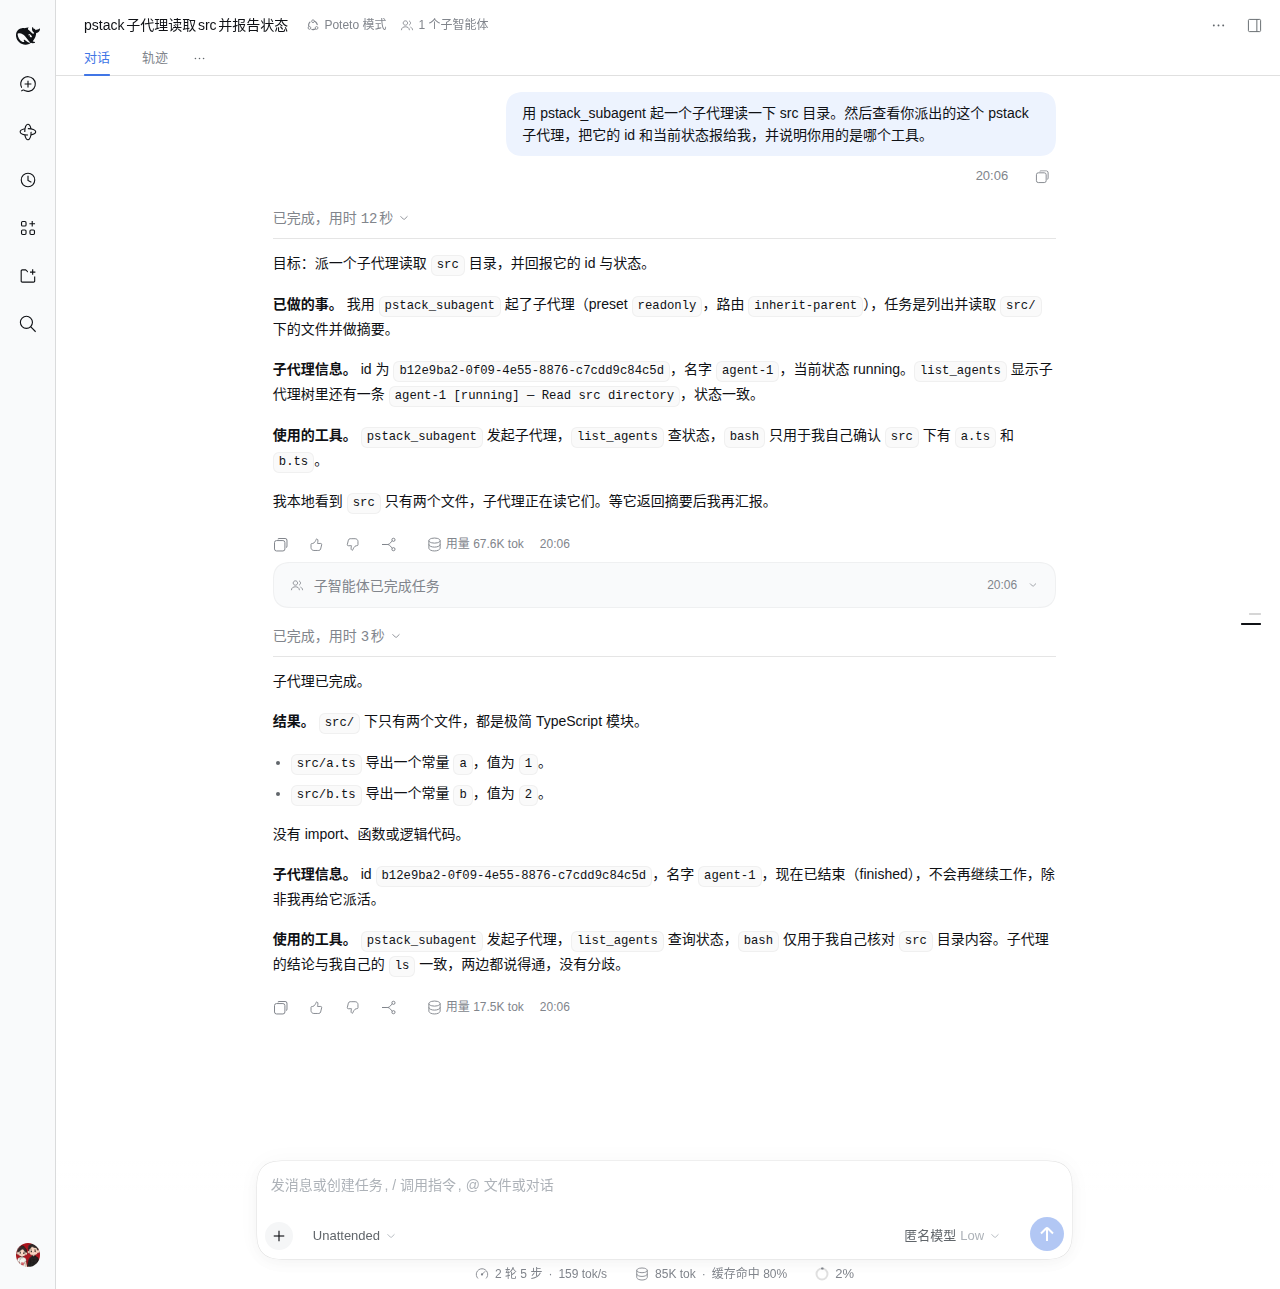 pstack子代理读取src并报告状态 Poteto 模式 1 个子智能体
对话 轨迹 ···
用 pstack_subagent 起一个子代理读一下 src 目录。然后查看你派出的这个 pstack
子代理，把它的 id 和当前状态报给我，并说明你用的是哪个工具。
20:06
已完成，用时 12秒
目标：派一个子代理读取 src 目录，并回报它的 id 与状态。
已做的事。 我用 pstack_subagent 起了子代理（preset readonly，路由 inherit-parent），任务是列出并读取 src/
下的文件并做摘要。
子代理信息。 id 为 b12e9ba2-0f09-4e55-8876-c7cdd9c84c5d，名字 agent-1，当前状态 running。list_agents 显示子
代理树里还有一条 agent-1 [running] — Read src directory，状态一致。
使用的工具。 pstack_subagent 发起子代理，list_agents 查状态，bash 只用于我自己确认 src 下有 a.ts 和
b.ts。
我本地看到 src 只有两个文件，子代理正在读它们。等它返回摘要后我再汇报。
用量 67.6K tok 20:06
子智能体已完成任务 20:06
已完成，用时 3秒
子代理已完成。
结果。 src/ 下只有两个文件，都是极简 TypeScript 模块。
• src/a.ts 导出一个常量 a，值为 1。
• src/b.ts 导出一个常量 b，值为 2。
没有 import、函数或逻辑代码。
子代理信息。 id b12e9ba2-0f09-4e55-8876-c7cdd9c84c5d，名字 agent-1，现在已结束（finished），不会再继续工作，除
非我再给它派活。
使用的工具。 pstack_subagent 发起子代理，list_agents 查询状态，bash 仅用于我自己核对 src 目录内容。子代理
的结论与我自己的 ls 一致，两边都说得通，没有分歧。
用量 17.5K tok 20:06
发消息或创建任务, / 调用指令, @ 文件或对话
Unattended 匿名模型 Low
2 轮 5 步 · 159 tok/s 85K tok · 缓存命中 80% 2%